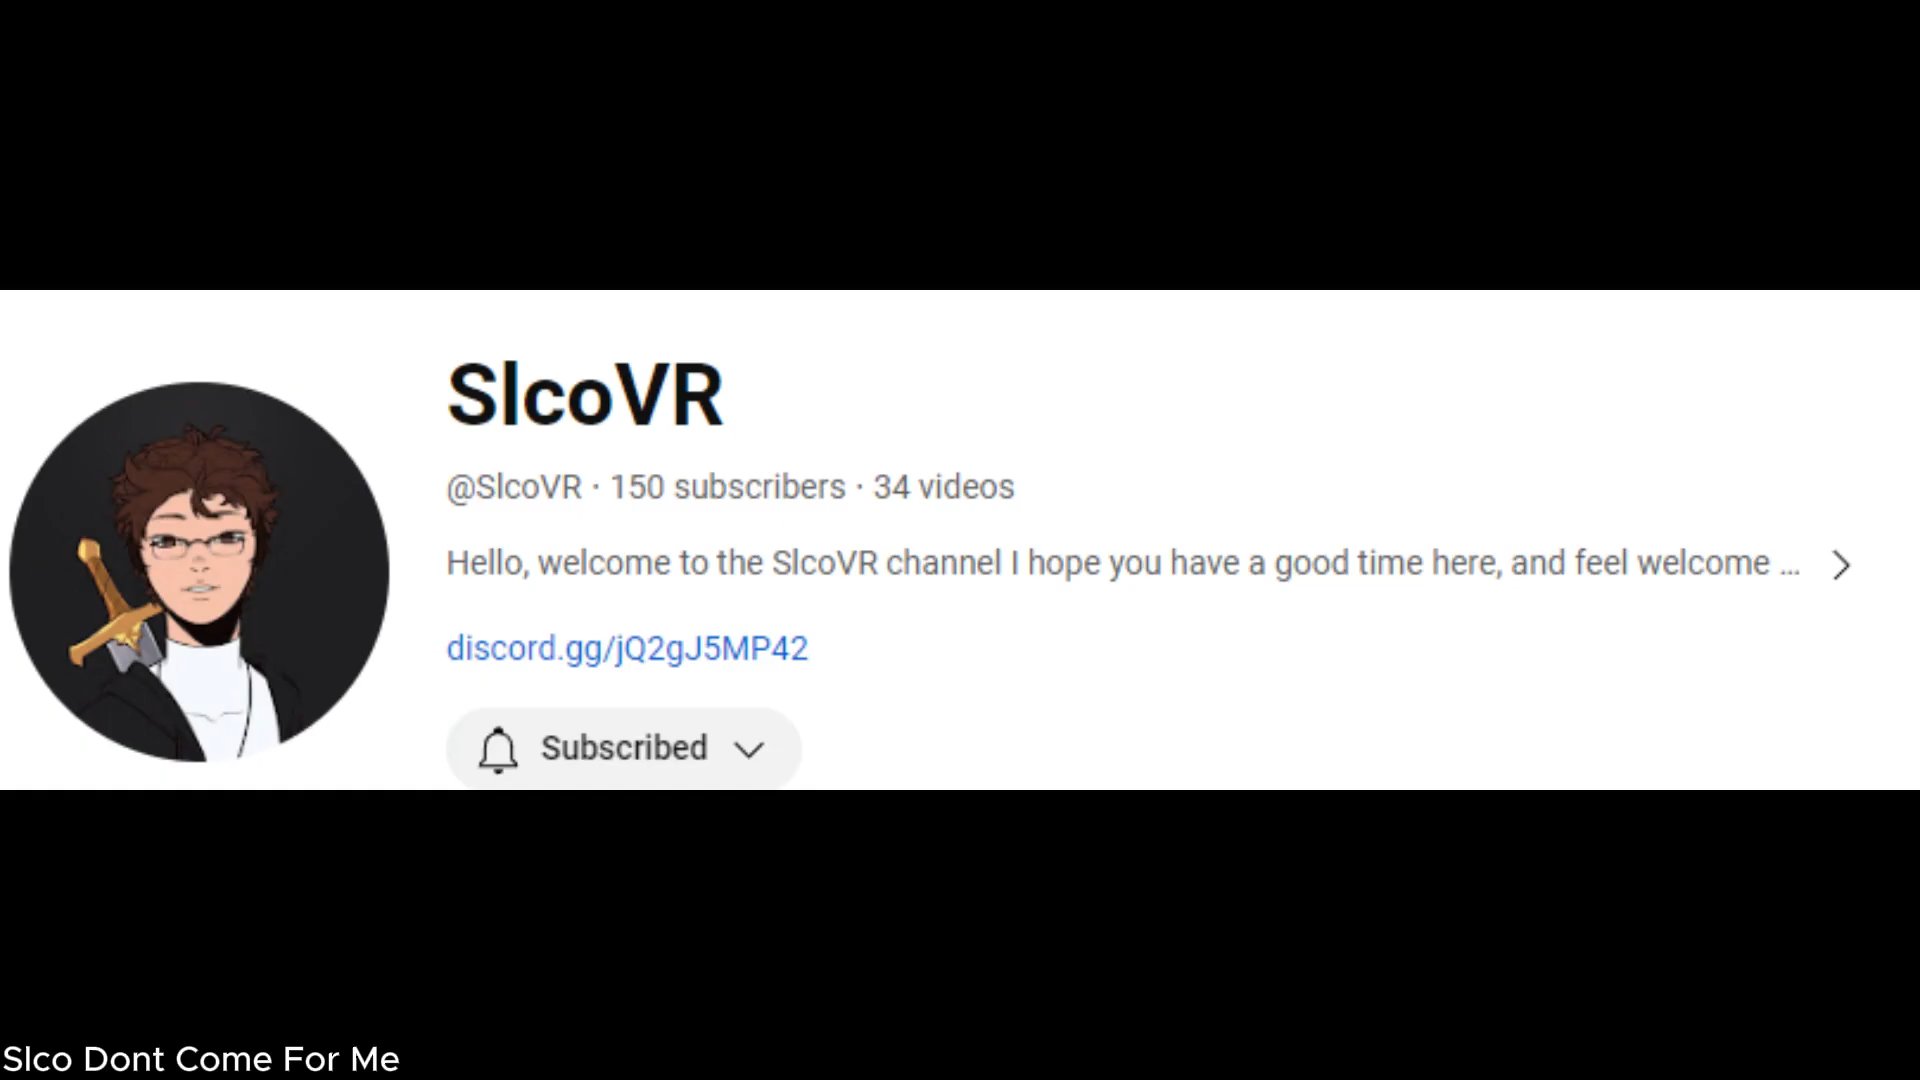 SlcoVR
@SlcoVR · 150 subscribers · 34 videos
Hello, welcome to the SlcoVR channel I hope you have a good time here, and feel welcome ...
discord.gg/jQ2gJ5MP42
Subscribed
Slco Dont Come For Me